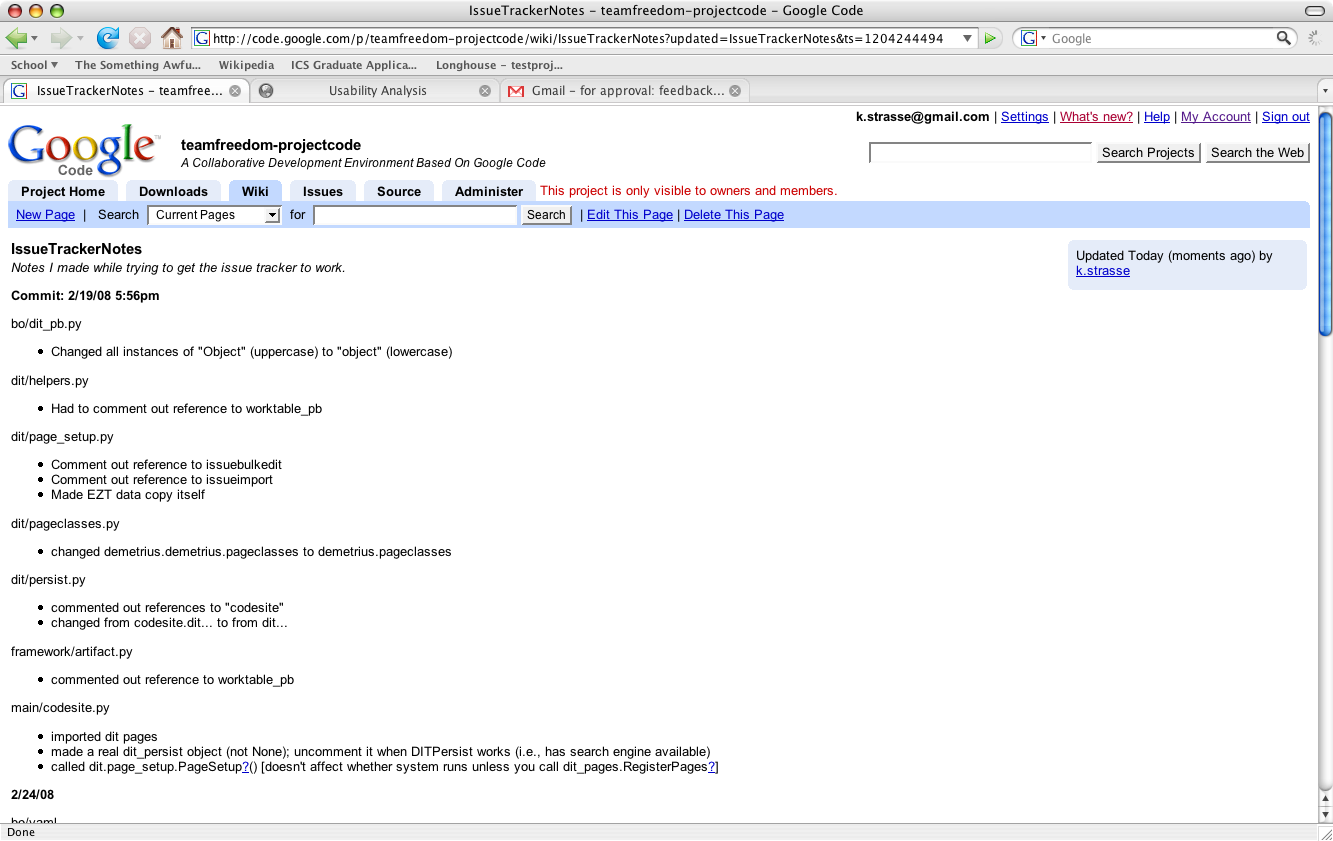 IssueTrackerNotes – teamfreedom-projectcode – Google Code
http://code.google.com/p/teamfreedom-projectcode/wiki/IssueTrackerNotes?updated=IssueTrackerNotes&ts=1204244494
Google
School The Something Awfu... Wikipedia ICS Graduate Applica... Longhouse – testproj...
IssueTrackerNotes – teamfree... Usability Analysis Gmail – for approval: feedback...
k.strasse@gmail.com | Settings | What's new? | Help | My Account | Sign out
Google Code
teamfreedom-projectcode
A Collaborative Development Environment Based On Google Code
Search Projects Search the Web
Project Home Downloads Wiki Issues Source Administer This project is only visible to owners and members.
New Page | Search Current Pages for Search | Edit This Page | Delete This Page
IssueTrackerNotes
Notes I made while trying to get the issue tracker to work.
Updated Today (moments ago) by
k.strasse
Commit: 2/19/08 5:56pm
bo/dit_pb.py
• Changed all instances of "Object" (uppercase) to "object" (lowercase)
dit/helpers.py
• Had to comment out reference to worktable_pb
dit/page_setup.py
• Comment out reference to issuebulkedit
• Comment out reference to issueimport
• Made EZT data copy itself
dit/pageclasses.py
• changed demetrius.demetrius.pageclasses to demetrius.pageclasses
dit/persist.py
• commented out references to "codesite"
• changed from codesite.dit... to from dit...
framework/artifact.py
• commented out reference to worktable_pb
main/codesite.py
• imported dit pages
• made a real dit_persist object (not None); uncomment it when DITPersist works (i.e., has search engine available)
• called dit.page_setup.PageSetup?() [doesn't affect whether system runs unless you call dit_pages.RegisterPages?]
2/24/08
bo/yaml
Done